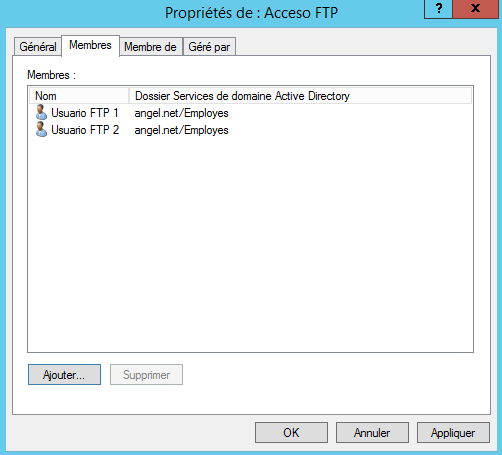 Propriétés de : Acceso FTP
? x
Général Membres Membre de Géré par
Membres :
Nom Dossier Services de domaine Active Directory
Usuario FTP 1 angel.net/Employes
Usuario FTP 2 angel.net/Employes
Ajouter... Supprimer
OK Annuler Appliquer